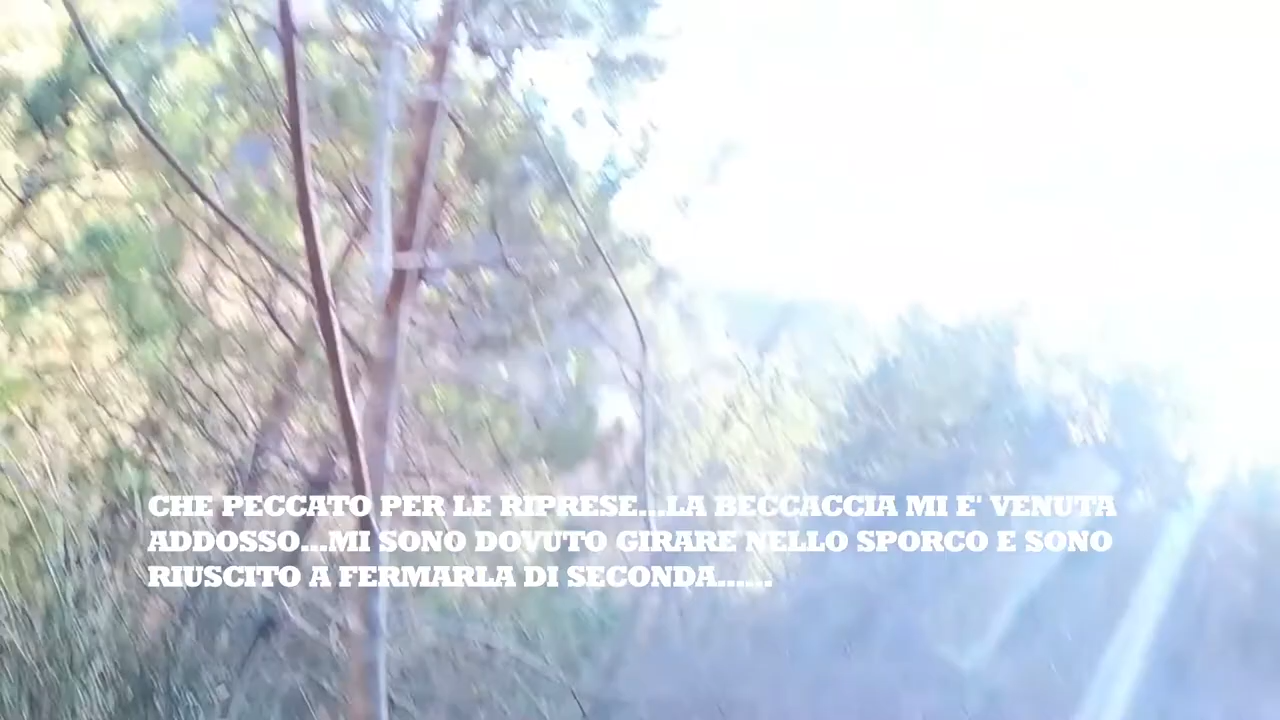 CHE PECCATO PER LE RIPRESE...LA BECCACCIA MI E' VENUTA
ADDOSSO...MI SONO DOVUTO GIRARE NELLO SPORCO E SONO
RIUSCITO A FERMARLA DI SECONDA......